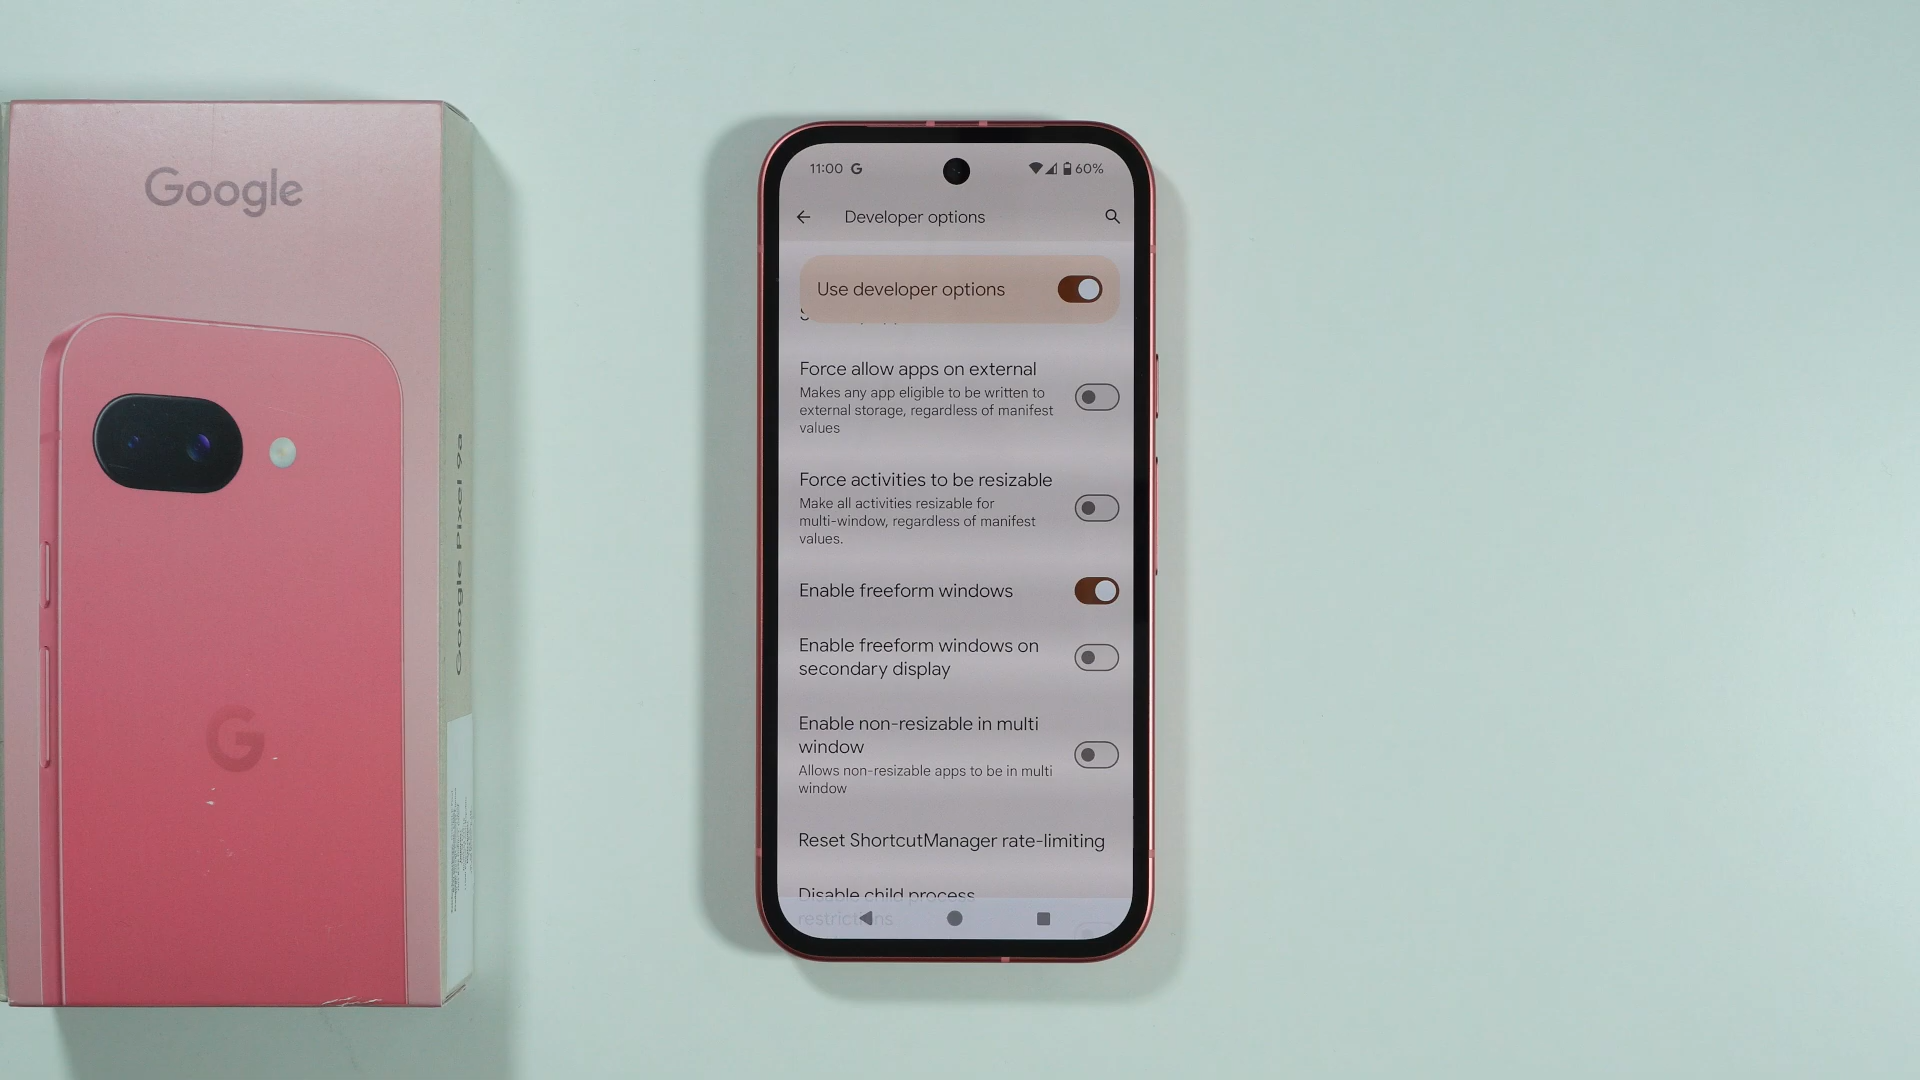 Google
Google Pixel 9a
11:00 G
60%
Developer options
Use developer options
Force allow apps on external
Makes any app eligible to be written to
external storage, regardless of manifest
values
Force activities to be resizable
Make all activities resizable for
multi-window, regardless of manifest
values.
Enable freeform windows
Enable freeform windows on
secondary display
Enable non-resizable in multi
window
Allows non-resizable apps to be in multi
window
Reset ShortcutManager rate-limiting
Disable child process
restrictions